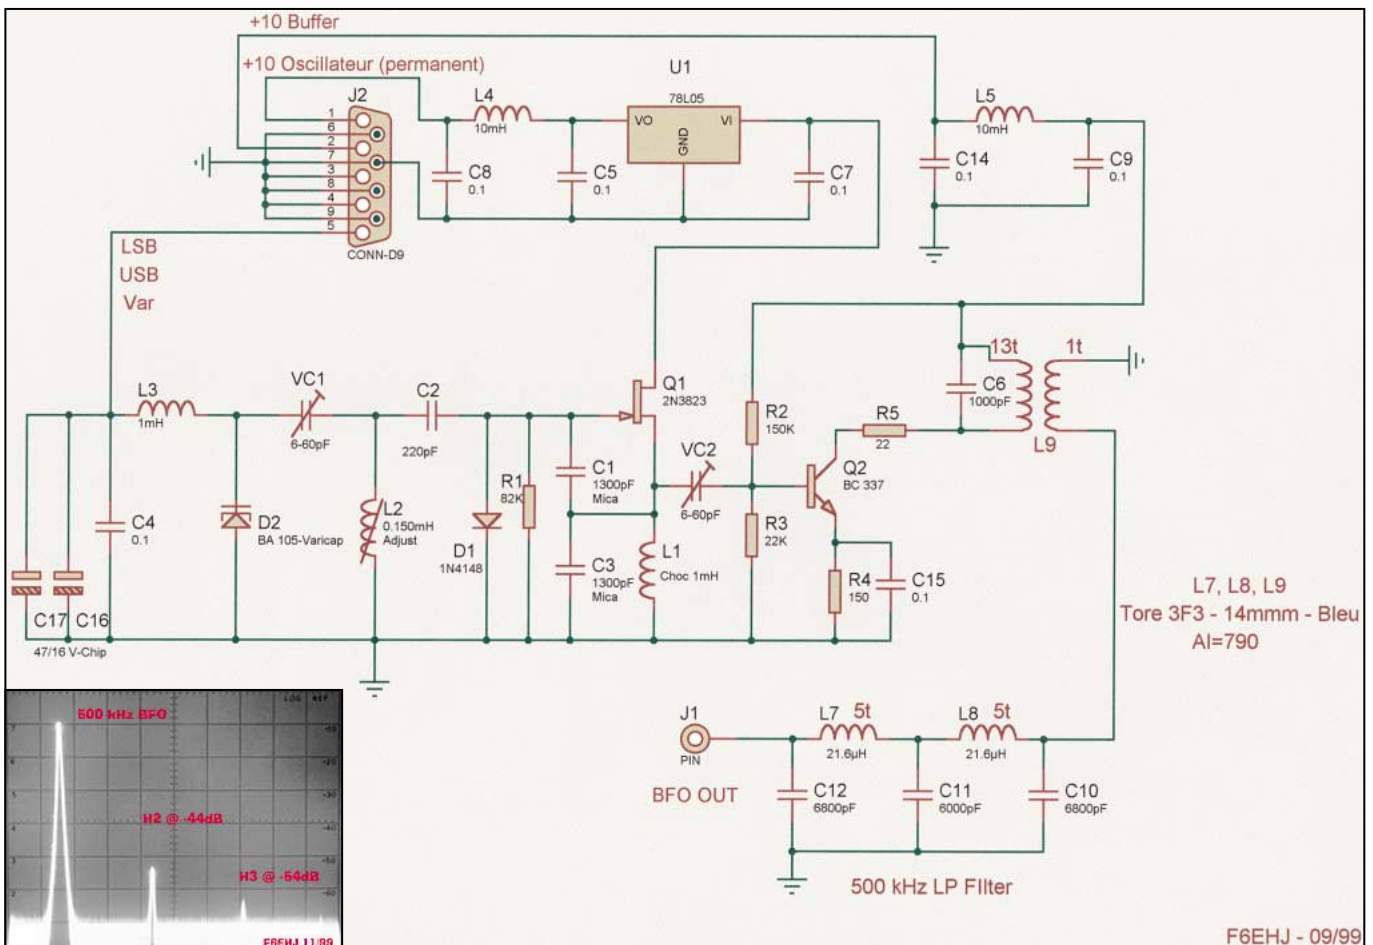 +10 Buffer
+10 Oscillateur (permanent)
J2
1
6
2
7
3
8
4
9
5
CONN-D9
L4
10mH
C8
0.1
C5
0.1
U1
78L05
VO
VI
GND
C7
0.1
L5
10mH
C14
0.1
C9
0.1
LSB
USB
Var
L3
1mH
VC1
6-60pF
C2
220pF
Q1
2N3823
C4
0.1
D2
BA 105-Varicap
L2
0.150mH
Adjust
D1
1N4148
R1
82K
C1
1300pF
Mica
C3
1300pF
Mica
L1
Choc 1mH
VC2
6-60pF
R2
150K
R3
22K
Q2
BC 337
R5
22
R4
150
C15
0.1
C6
1000pF
13t
1t
L9
C17
C16
47/16 V-Chip
L7, L8, L9
Tore 3F3 - 14mmm - Bleu
Al=790
J1
PIN
BFO OUT
L7
5t
21.6µH
L8
5t
21.6µH
C12
6800pF
C11
6000pF
C10
6800pF
500 kHz LP FIlter
500 kHz BFO
H2 @ -44dB
H3 @ -54dB
F6EHJ 11/99
F6EHJ - 09/99